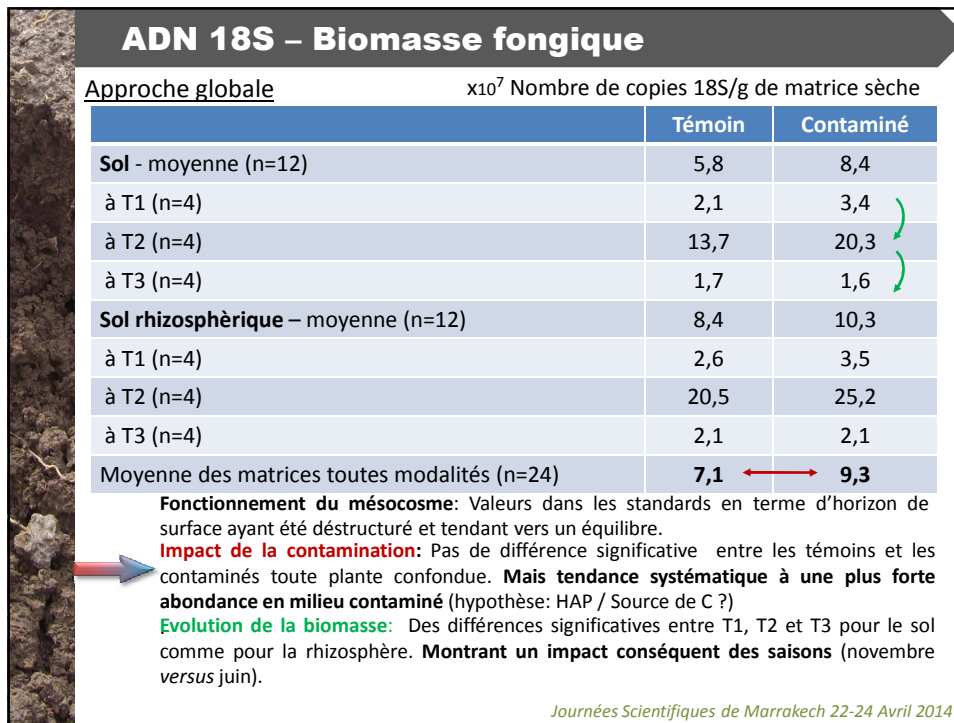 ADN 18S – Biomasse fongique
Approche globale x10⁷ Nombre de copies 18S/g de matrice sèche
Témoin Contaminé
Sol - moyenne (n=12) 5,8 8,4
à T1 (n=4) 2,1 3,4
à T2 (n=4) 13,7 20,3
à T3 (n=4) 1,7 1,6
Sol rhizosphèrique – moyenne (n=12) 8,4 10,3
à T1 (n=4) 2,6 3,5
à T2 (n=4) 20,5 25,2
à T3 (n=4) 2,1 2,1
Moyenne des matrices toutes modalités (n=24) 7,1 9,3
Fonctionnement du mésocosme: Valeurs dans les standards en terme d'horizon de
surface ayant été déstructuré et tendant vers un équilibre.
Impact de la contamination: Pas de différence significative entre les témoins et les
contaminés toute plante confondue. Mais tendance systématique à une plus forte
abondance en milieu contaminé (hypothèse: HAP / Source de C ?)
Evolution de la biomasse: Des différences significatives entre T1, T2 et T3 pour le sol
comme pour la rhizosphère. Montrant un impact conséquent des saisons (novembre
versus juin).
Journées Scientifiques de Marrakech 22-24 Avril 2014